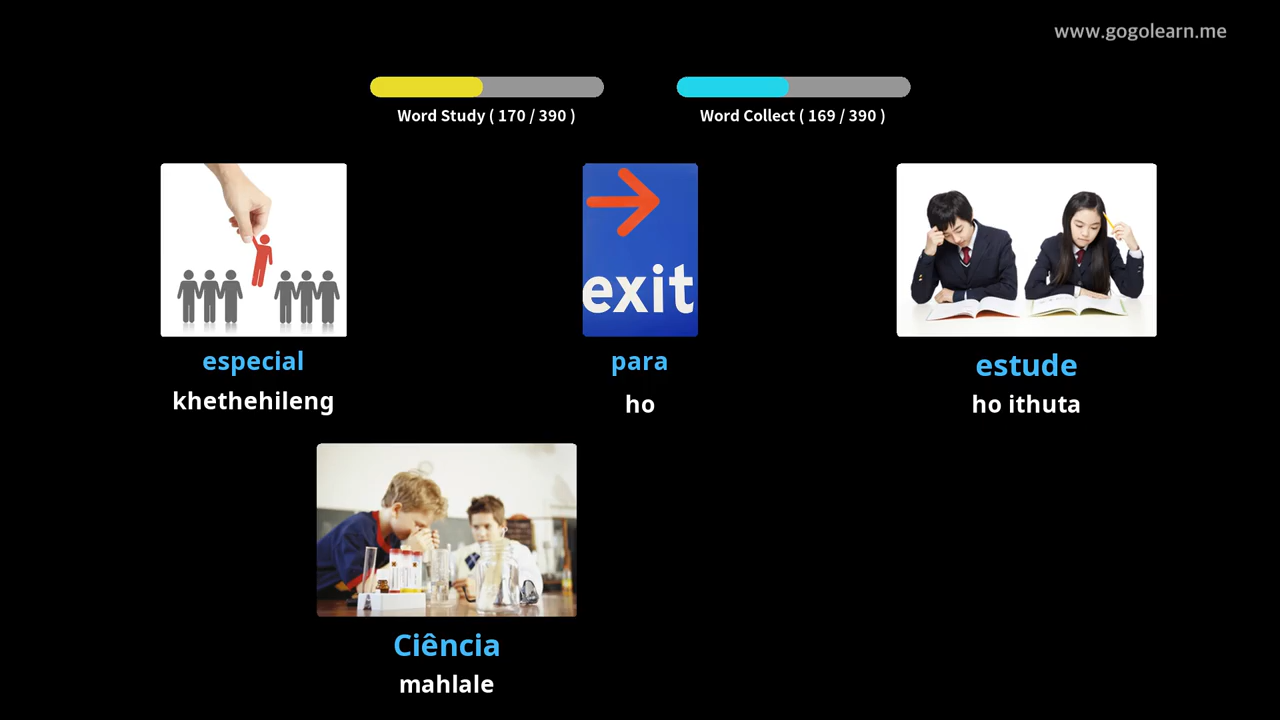 www.gogolearn.me
Word Study ( 170 / 390 )
Word Collect ( 169 / 390 )
exit
especial
para
estude
khethehileng
ho
ho ithuta
Ciência
mahlale